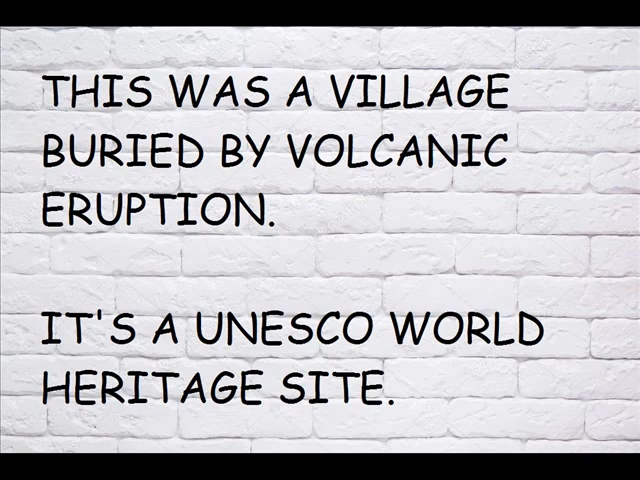 THIS WAS A VILLAGE
BURIED BY VOLCANIC
ERUPTION.
IT'S A UNESCO WORLD
HERITAGE SITE.